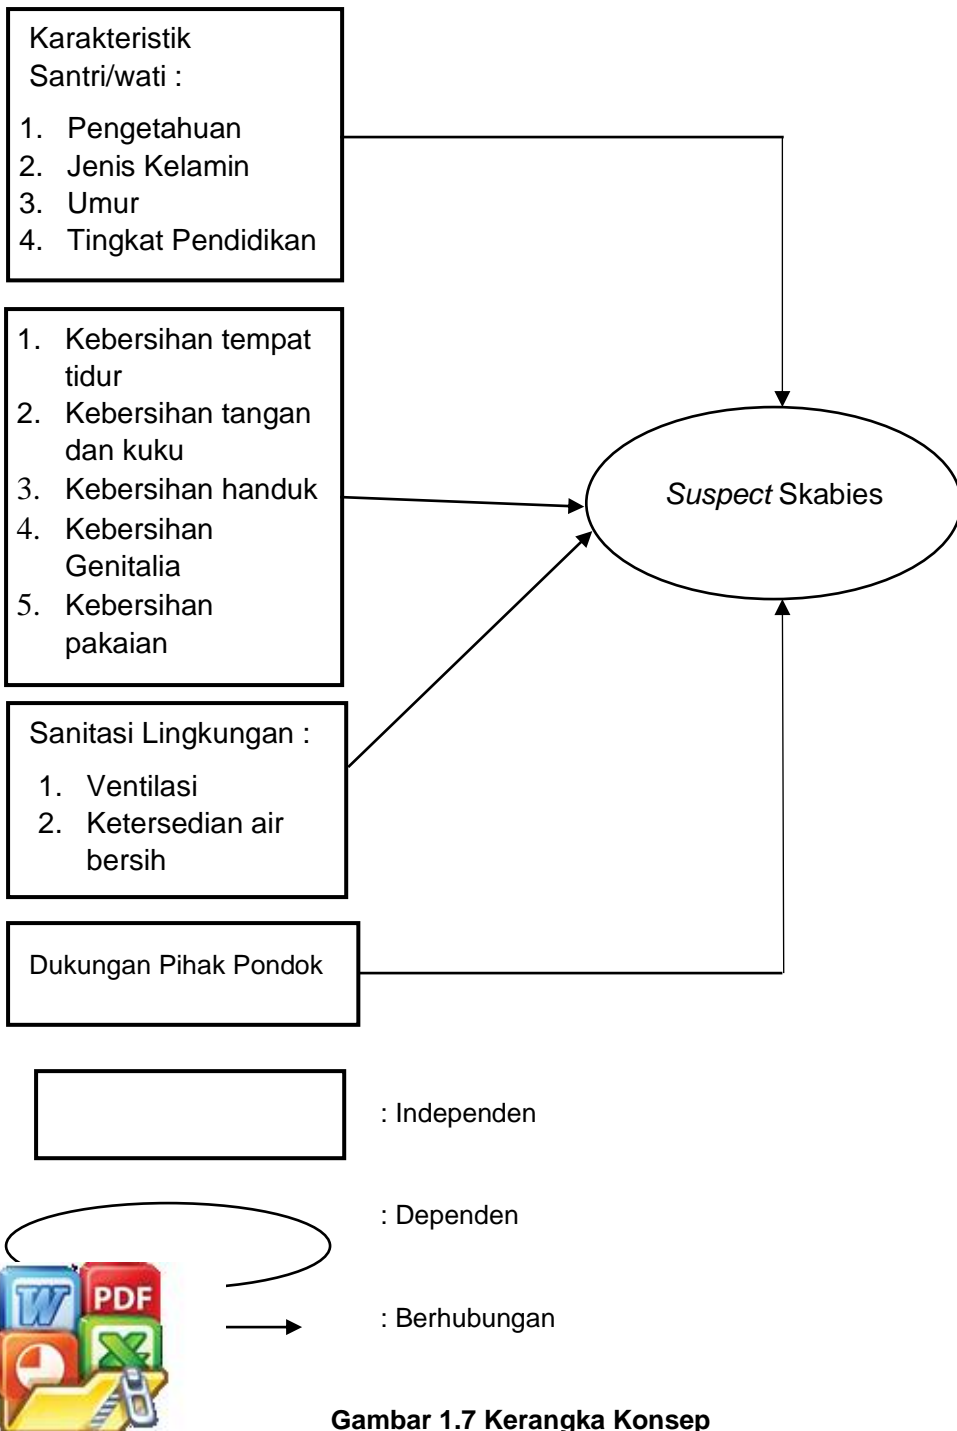 Karakteristik
Santri/wati :
1. Pengetahuan
2. Jenis Kelamin
3. Umur
4. Tingkat Pendidikan
1. Kebersihan tempat
tidur
2. Kebersihan tangan
dan kuku
3. Kebersihan handuk
4. Kebersihan
Genitalia
5. Kebersihan
pakaian
Suspect Skabies
Sanitasi Lingkungan :
1. Ventilasi
2. Ketersedian air
bersih
Dukungan Pihak Pondok
: Independen
: Dependen
: Berhubungan
W PDF
X
Gambar 1.7 Kerangka Konsep